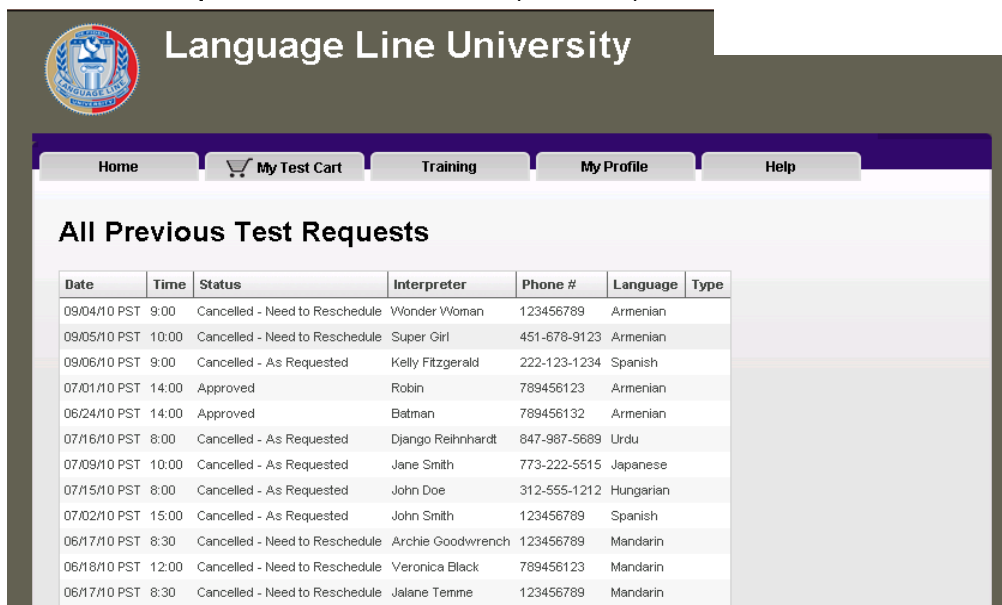 Language Line University
LANGUAGE LINE
UNIVERSITY
Home My Test Cart Training My Profile Help
All Previous Test Requests
Date Time Status Interpreter Phone # Language Type
09/04/10 PST 9:00 Cancelled - Need to Reschedule Wonder Woman 123456789 Armenian
09/05/10 PST 10:00 Cancelled - Need to Reschedule Super Girl 451-678-9123 Armenian
09/06/10 PST 9:00 Cancelled - As Requested Kelly Fitzgerald 222-123-1234 Spanish
07/01/10 PST 14:00 Approved Robin 789456123 Armenian
06/24/10 PST 14:00 Approved Batman 789456132 Armenian
07/16/10 PST 8:00 Cancelled - As Requested Django Reihnhardt 847-987-5689 Urdu
07/09/10 PST 10:00 Cancelled - As Requested Jane Smith 773-222-5515 Japanese
07/15/10 PST 8:00 Cancelled - As Requested John Doe 312-555-1212 Hungarian
07/02/10 PST 15:00 Cancelled - As Requested John Smith 123456789 Spanish
06/17/10 PST 8:30 Cancelled - Need to Reschedule Archie Goodwrench 123456789 Mandarin
06/18/10 PST 12:00 Cancelled - Need to Reschedule Veronica Black 789456123 Mandarin
06/17/10 PST 8:30 Cancelled - Need to Reschedule Jalane Temme 123456789 Mandarin